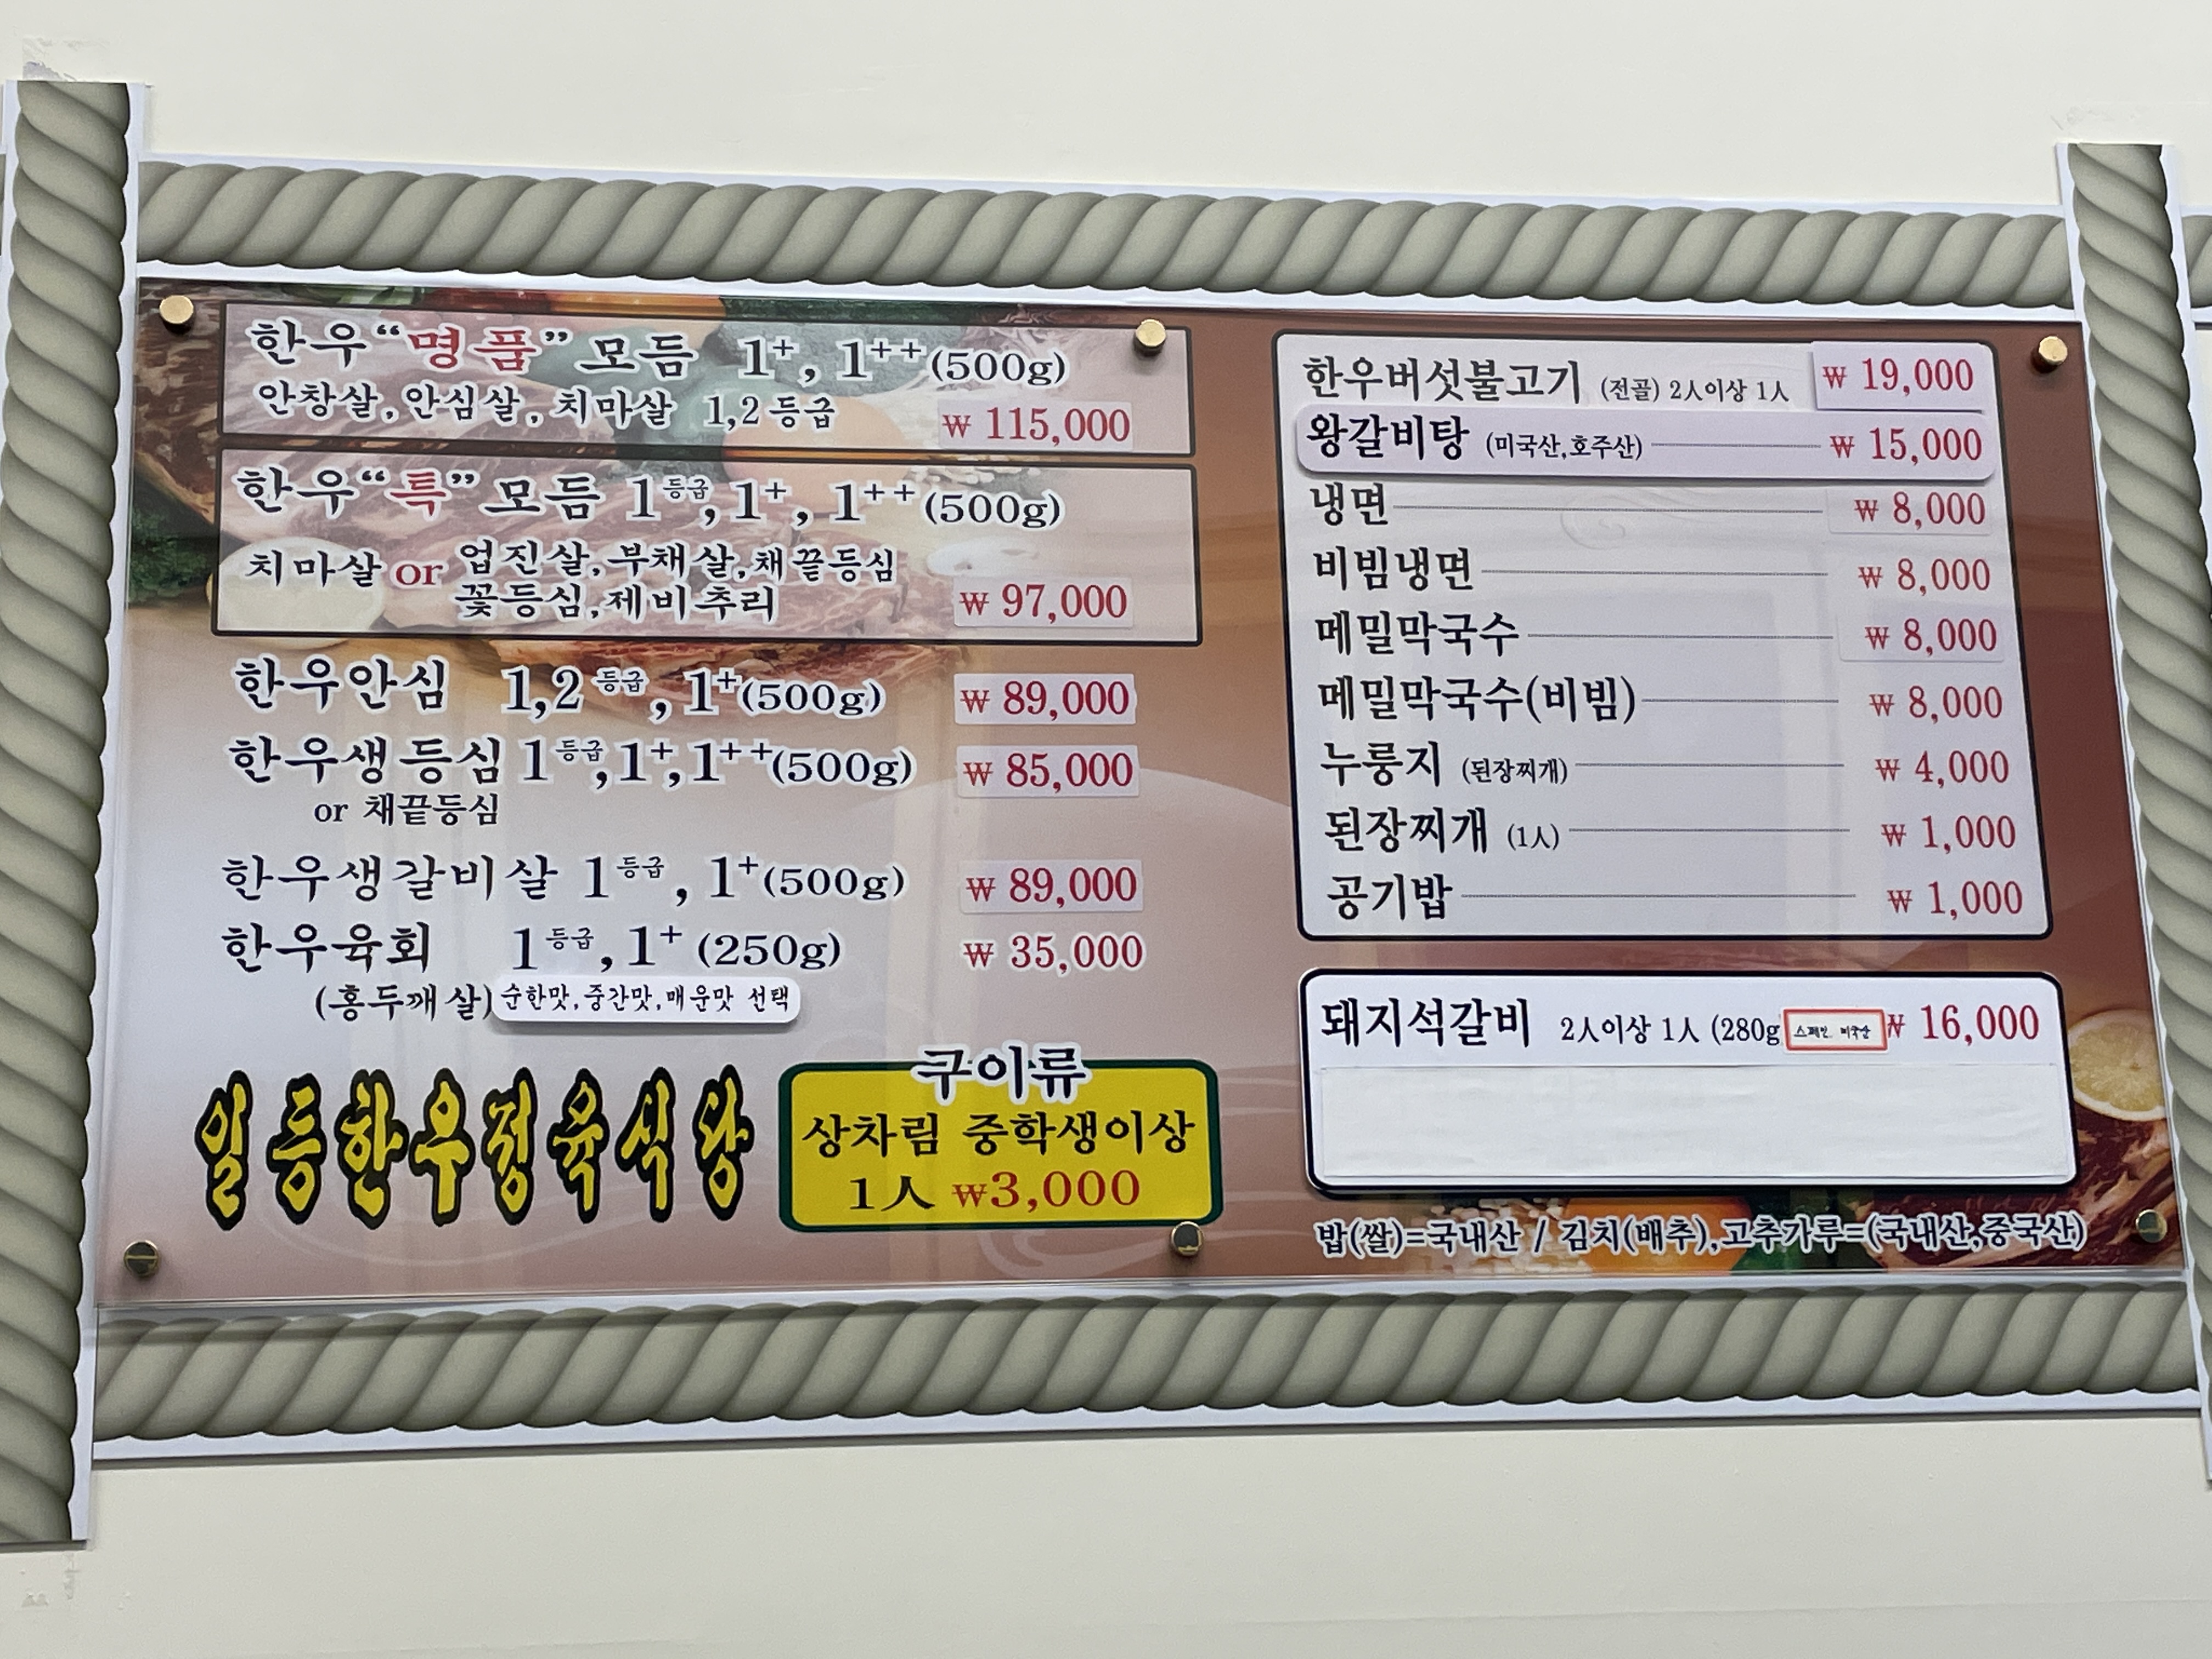 한우“명품”모듬 1+, 1++(500g)
안창살,안심살,치마살 1,2등급 ₩ 115,000
한우“특”모듬 1등급,1+, 1++(500g)
치마살 or 업진살,부채살,채끝등심
꽃등심,제비추리 ₩ 97,000
한우안심 1,2등급, 1+(500g) ₩ 89,000
한우생등심 1등급,1+,1++(500g) ₩ 85,000
or 채끝등심
한우생갈비살 1등급, 1+(500g) ₩ 89,000
한우육회 1등급,1+ (250g) ₩ 35,000
(홍두깨살)순한맛,중간맛,매운맛 선택
일등한우정육식당
구이류
상차림 중학생이상
1人 ₩3,000
한우버섯불고기 (전골) 2人이상 1人 ₩ 19,000
왕갈비탕 (미국산,호주산) ₩ 15,000
냉면 ₩ 8,000
비빔냉면 ₩ 8,000
메밀막국수 ₩ 8,000
메밀막국수(비빔) ₩ 8,000
누룽지 (된장찌개) ₩ 4,000
된장찌개 (1人) ₩ 1,000
공기밥 ₩ 1,000
돼지석갈비 2人이상 1人 (280g 스페인, 미국산 ₩ 16,000
밥(쌀)=국내산 / 김치(배추),고추가루=(국내산,중국산)